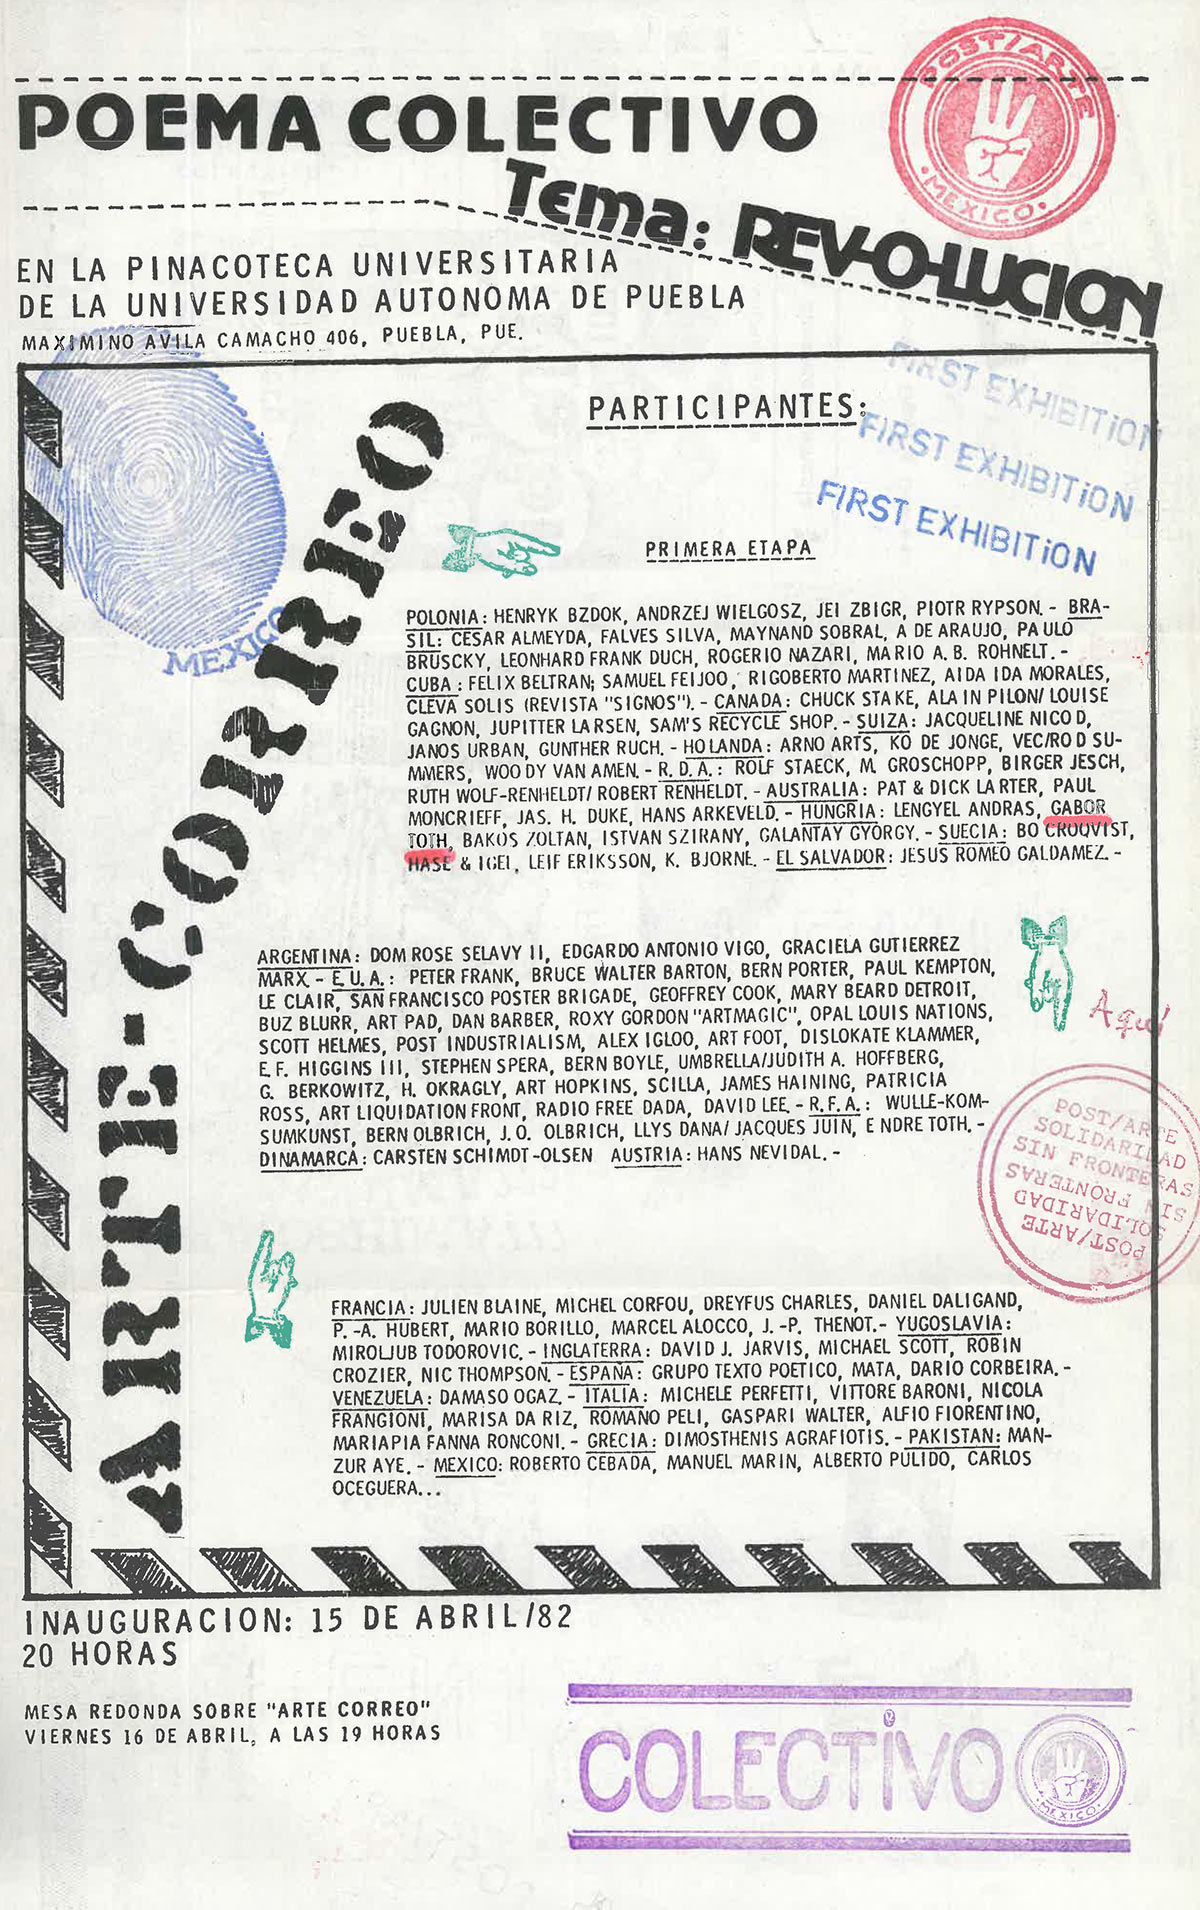 POST/ARTE
·MEXICO·
POEMA COLECTIVO
Tema: REV-O-LUCION
EN LA PINACOTECA UNIVERSITARIA
DE LA UNIVERSIDAD AUTONOMA DE PUEBLA
MAXIMINO AVILA CAMACHO 406, PUEBLA, PUE.
MEXICO
ARTE-CORREO
PARTICIPANTES:
FIRST EXHIBITiON
FIRST EXHIBITiON
FIRST EXHIBITiON
PRIMERA ETAPA
POLONIA: HENRYK BZDOK, ANDRZEJ WIELGOSZ, JEI ZBIGR, PIOTR RYPSON.- BRA-
SIL: CESAR ALMEYDA, FALVES SILVA, MAYNAND SOBRAL, A DE ARAUJO, PAULO
BRUSCKY, LEONHARD FRANK DUCH, ROGERIO NAZARI, MARIO A. B. ROHNELT.-
CUBA: FELIX BELTRAN; SAMUEL FEIJOO, RIGOBERTO MARTINEZ, AIDA IDA MORALES,
CLEVA SOLIS (REVISTA "SIGNOS").- CANADA: CHUCK STAKE, ALAIN PILON/LOUISE
GAGNON, JUPITTER LARSEN, SAM'S RECYCLE SHOP.- SUIZA: JACQUELINE NICOD,
JANOS URBAN, GUNTHER RUCH.- HOLANDA: ARNO ARTS, KO DE JONGE, VEC/ROD SU-
MMERS, WOODY VAN AMEN.- R.D.A.: ROLF STAECK, M. GROSCHOPP, BIRGER JESCH,
RUTH WOLF-RENHELDT/ROBERT RENHELDT.- AUSTRALIA: PAT & DICK LARTER, PAUL
MONCRIEFF, JAS. H. DUKE, HANS ARKEVELD.- HUNGRIA: LENGYEL ANDRAS, GABOR
TOTH, BAKOS ZOLTAN, ISTVAN SZIRANY, GALANTAY GYÖRGY.- SUECIA: BO CRUQVIST,
HASE & IGEI, LEIF ERIKSSON, K. BJORNE.- EL SALVADOR: JESUS ROMEO GALDAMEZ.-
ARGENTINA: DOM ROSE SELAVY II, EDGARDO ANTONIO VIGO, GRACIELA GUTIERREZ
MARX - E.U.A.: PETER FRANK, BRUCE WALTER BARTON, BERN PORTER, PAUL KEMPTON,
LE CLAIR, SAN FRANCISCO POSTER BRIGADE, GEOFFREY COOK, MARY BEARD DETROIT,
BUZ BLURR, ART PAD, DAN BARBER, ROXY GORDON "ARTMAGIC", OPAL LOUIS NATIONS,
SCOTT HELMES, POST INDUSTRIALISM, ALEX IGLOO, ART FOOT, DISLOKATE KLAMMER,
E.F. HIGGINS III, STEPHEN SPERA, BERN BOYLE, UMBRELLA/JUDITH A. HOFFBERG,
G. BERKOWITZ, H. OKRAGLY, ART HOPKINS, SCILLA, JAMES HAINING, PATRICIA
ROSS, ART LIQUIDATION FRONT, RADIO FREE DADA, DAVID LEE.- R.F.A.: WULLE-KOM-
SUMKUNST, BERN OLBRICH, J.O. OLBRICH, LLYS DANA/JACQUES JUIN, ENDRE TOTH.-
DINAMARCA: CARSTEN SCHIMDT-OLSEN AUSTRIA: HANS NEVIDAL.-
Aquí
POST/ARTE
SOLIDARIDAD
SIN FRONTERAS
SIN FRONTERAS
SOLIDARIDAD
POST/ARTE
FRANCIA: JULIEN BLAINE, MICHEL CORFOU, DREYFUS CHARLES, DANIEL DALIGAND,
P.-A. HUBERT, MARIO BORILLO, MARCEL ALOCCO, J.-P. THENOT.- YUGOSLAVIA:
MIROLJUB TODOROVIC.- INGLATERRA: DAVID J. JARVIS, MICHAEL SCOTT, ROBIN
CROZIER, NIC THOMPSON.- ESPAÑA: GRUPO TEXTO POETICO, MATA, DARIO CORBEIRA.-
VENEZUELA: DAMASO OGAZ.- ITALIA: MICHELE PERFETTI, VITTORE BARONI, NICOLA
FRANGIONI, MARISA DA RIZ, ROMANO PELI, GASPARI WALTER, ALFIO FIORENTINO,
MARIAPIA FANNA RONCONI.- GRECIA: DIMOSTHENIS AGRAFIOTIS.- PAKISTAN: MAN-
ZUR AYE.- MEXICO: ROBERTO CEBADA, MANUEL MARIN, ALBERTO PULIDO, CARLOS
OCEGUERA...
INAUGURACION: 15 DE ABRIL/82
20 HORAS
MESA REDONDA SOBRE "ARTE CORREO"
VIERNES 16 DE ABRIL, A LAS 19 HORAS
COLECTiVO
·MEXICO·